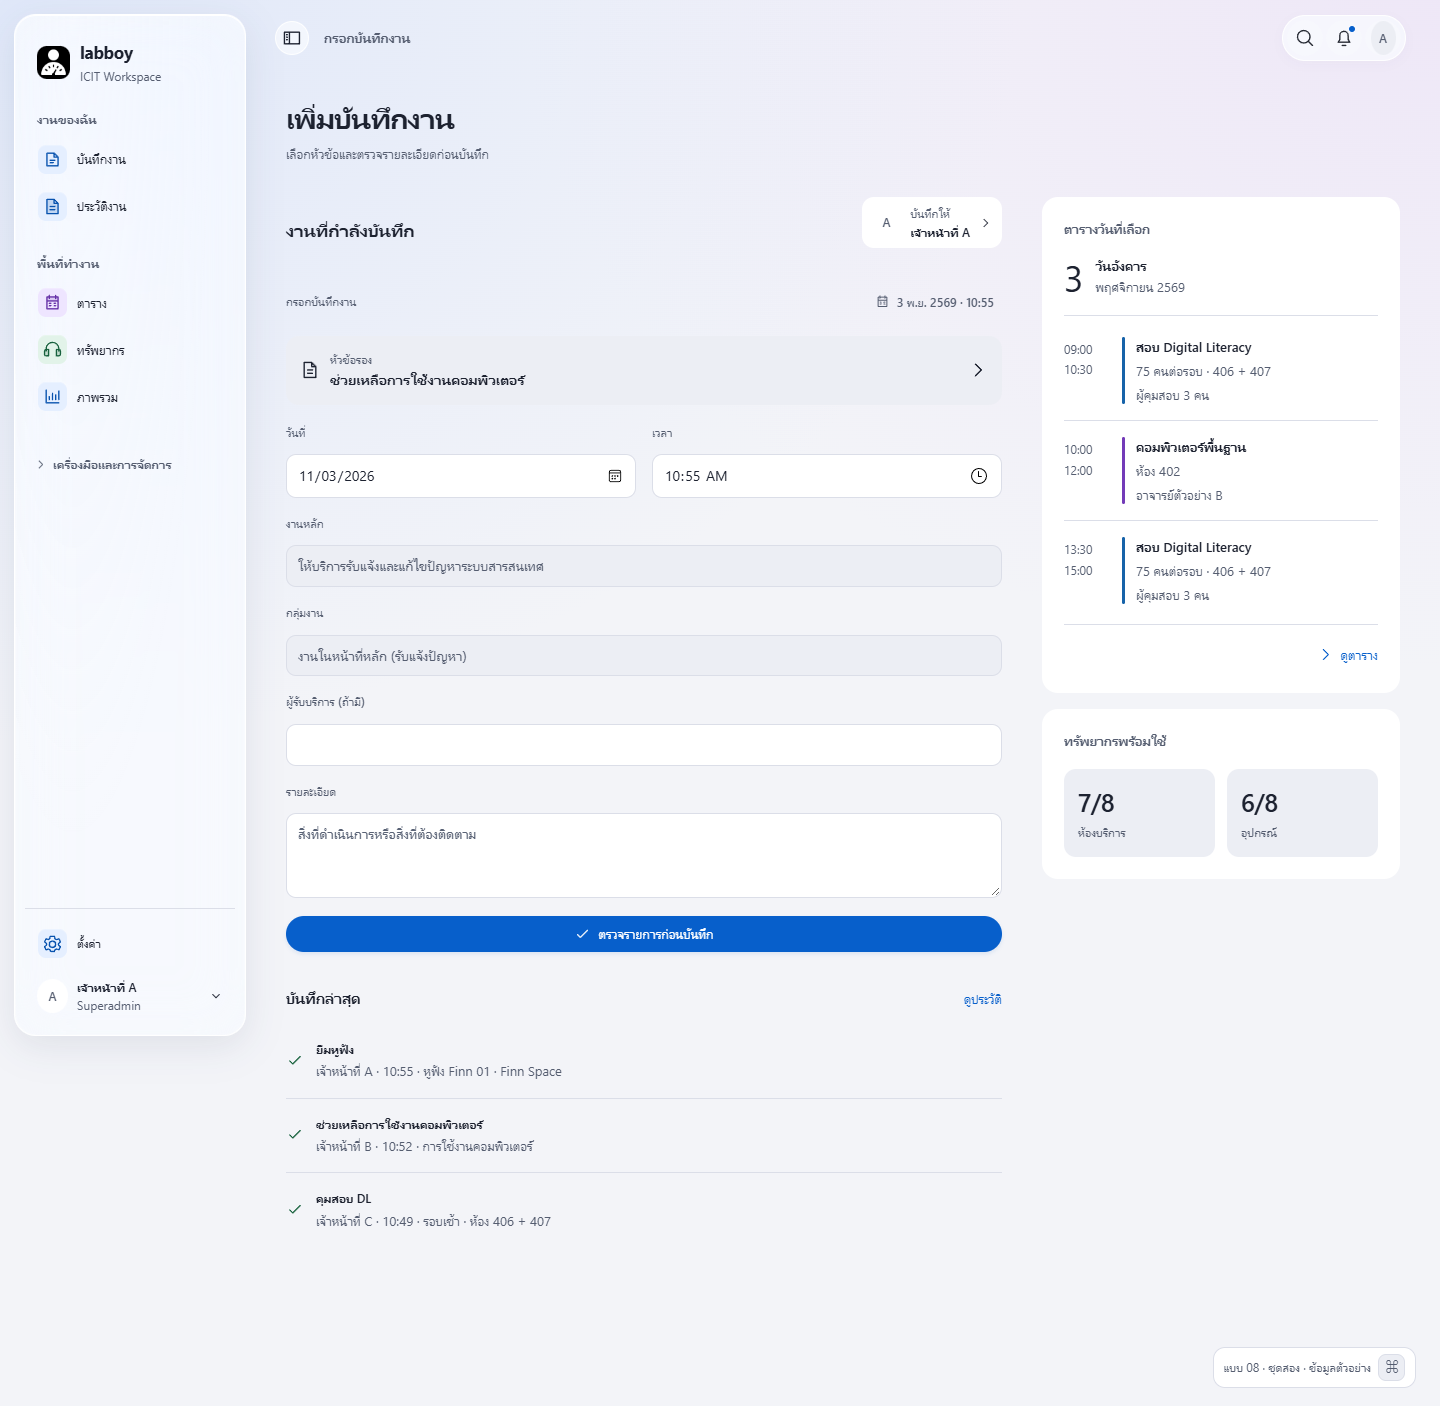 labboy
ICIT Workspace
งานของฉัน
บันทึกงาน
ประวัติงาน
พื้นที่ทำงาน
ตาราง
ทรัพยากร
ภาพรวม
เครื่องมือและการจัดการ
ตั้งค่า
A
เจ้าหน้าที่ A
Superadmin
กรอกบันทึกงาน
A
เพิ่มบันทึกงาน
เลือกหัวข้อและตรวจรายละเอียดก่อนบันทึก
งานที่กำลังบันทึก
A
บันทึกให้
เจ้าหน้าที่ A
กรอกบันทึกงาน
3 พ.ย. 2569 · 10:55
หัวข้อรอง
ช่วยเหลือการใช้งานคอมพิวเตอร์
วันที่
เวลา
11/03/2026
10:55 AM
งานหลัก
ให้บริการรับแจ้งและแก้ไขปัญหาระบบสารสนเทศ
กลุ่มงาน
งานในหน้าที่หลัก (รับแจ้งปัญหา)
ผู้รับบริการ (ถ้ามี)
รายละเอียด
สิ่งที่ดำเนินการหรือสิ่งที่ต้องติดตาม
ตรวจรายการก่อนบันทึก
บันทึกล่าสุด
ดูประวัติ
ยืมหูฟัง
เจ้าหน้าที่ A · 10:55 · หูฟัง Finn 01 · Finn Space
ช่วยเหลือการใช้งานคอมพิวเตอร์
เจ้าหน้าที่ B · 10:52 · การใช้งานคอมพิวเตอร์
คุมสอบ DL
เจ้าหน้าที่ C · 10:49 · รอบเช้า · ห้อง 406 + 407
ตารางวันที่เลือก
3
วันอังคาร
พฤศจิกายน 2569
09:00
10:30
สอบ Digital Literacy
75 คนต่อรอบ · 406 + 407
ผู้คุมสอบ 3 คน
10:00
12:00
คอมพิวเตอร์พื้นฐาน
ห้อง 402
อาจารย์ตัวอย่าง B
13:30
15:00
สอบ Digital Literacy
75 คนต่อรอบ · 406 + 407
ผู้คุมสอบ 3 คน
ดูตาราง
ทรัพยากรพร้อมใช้
7/8
ห้องบริการ
6/8
อุปกรณ์
แบบ 08 · ชุดสอง · ข้อมูลตัวอย่าง ⌘